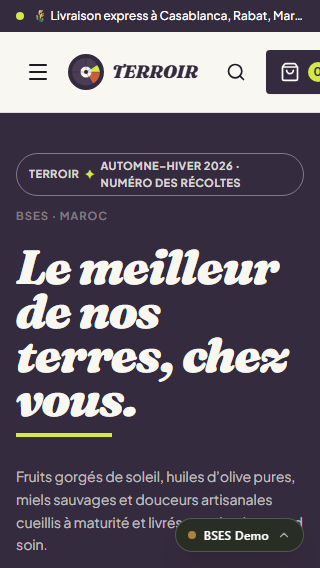 Livraison express à Casablanca, Rabat, Mar...
TERROIR
0
TERROIR ✦ AUTOMNE–HIVER 2026 ·
NUMÉRO DES RÉCOLTES
BSES · MAROC
Le meilleur
de nos
terres, chez
vous.
Fruits gorgés de soleil, huiles d'olive pures,
miels sauvages et douceurs artisanales
cueillis à maturité et
soin.
BSES Demo